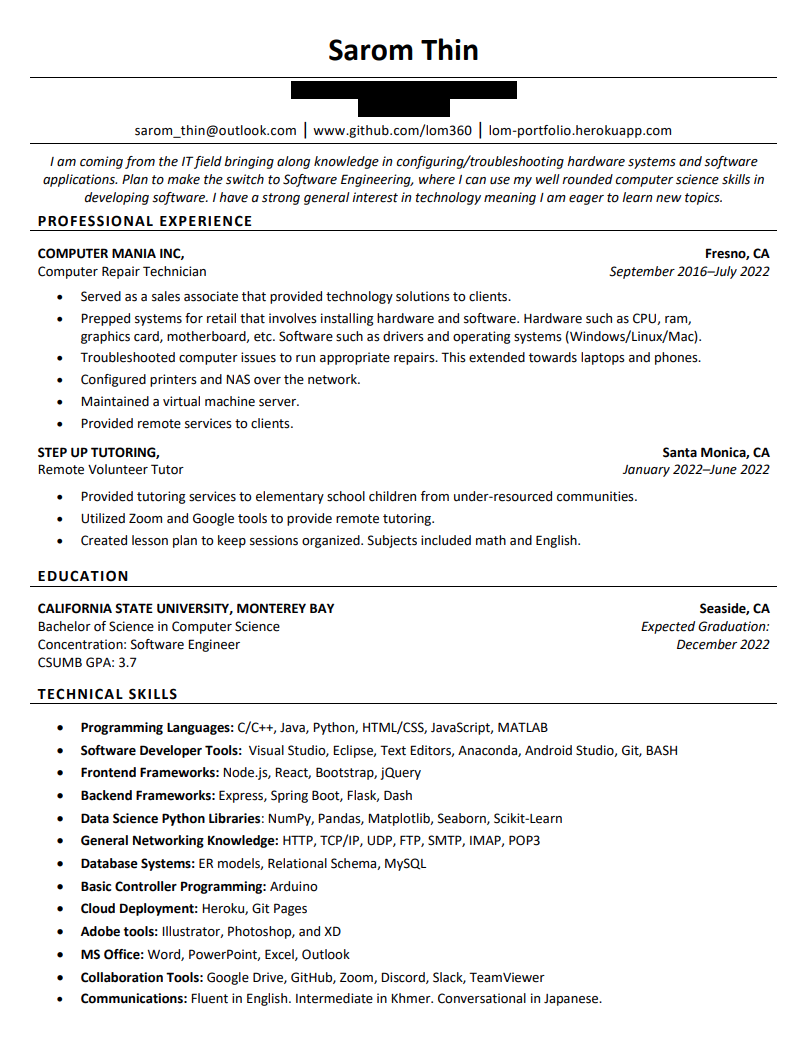 Sarom Thin
sarom_thin@outlook.com | www.github.com/lom360 | lom-portfolio.herokuapp.com
I am coming from the IT field bringing along knowledge in configuring/troubleshooting hardware systems and software
applications. Plan to make the switch to Software Engineering, where I can use my well rounded computer science skills in
developing software. I have a strong general interest in technology meaning I am eager to learn new topics.
PROFESSIONAL EXPERIENCE
COMPUTER MANIA INC, Fresno, CA
Computer Repair Technician September 2016–July 2022
• Served as a sales associate that provided technology solutions to clients.
• Prepped systems for retail that involves installing hardware and software. Hardware such as CPU, ram,
graphics card, motherboard, etc. Software such as drivers and operating systems (Windows/Linux/Mac).
• Troubleshooted computer issues to run appropriate repairs. This extended towards laptops and phones.
• Configured printers and NAS over the network.
• Maintained a virtual machine server.
• Provided remote services to clients.
STEP UP TUTORING, Santa Monica, CA
Remote Volunteer Tutor January 2022–June 2022
• Provided tutoring services to elementary school children from under-resourced communities.
• Utilized Zoom and Google tools to provide remote tutoring.
• Created lesson plan to keep sessions organized. Subjects included math and English.
EDUCATION
CALIFORNIA STATE UNIVERSITY, MONTEREY BAY Seaside, CA
Bachelor of Science in Computer Science Expected Graduation:
Concentration: Software Engineer December 2022
CSUMB GPA: 3.7
TECHNICAL SKILLS
• Programming Languages: C/C++, Java, Python, HTML/CSS, JavaScript, MATLAB
• Software Developer Tools: Visual Studio, Eclipse, Text Editors, Anaconda, Android Studio, Git, BASH
• Frontend Frameworks: Node.js, React, Bootstrap, jQuery
• Backend Frameworks: Express, Spring Boot, Flask, Dash
• Data Science Python Libraries: NumPy, Pandas, Matplotlib, Seaborn, Scikit-Learn
• General Networking Knowledge: HTTP, TCP/IP, UDP, FTP, SMTP, IMAP, POP3
• Database Systems: ER models, Relational Schema, MySQL
• Basic Controller Programming: Arduino
• Cloud Deployment: Heroku, Git Pages
• Adobe tools: Illustrator, Photoshop, and XD
• MS Office: Word, PowerPoint, Excel, Outlook
• Collaboration Tools: Google Drive, GitHub, Zoom, Discord, Slack, TeamViewer
• Communications: Fluent in English. Intermediate in Khmer. Conversational in Japanese.